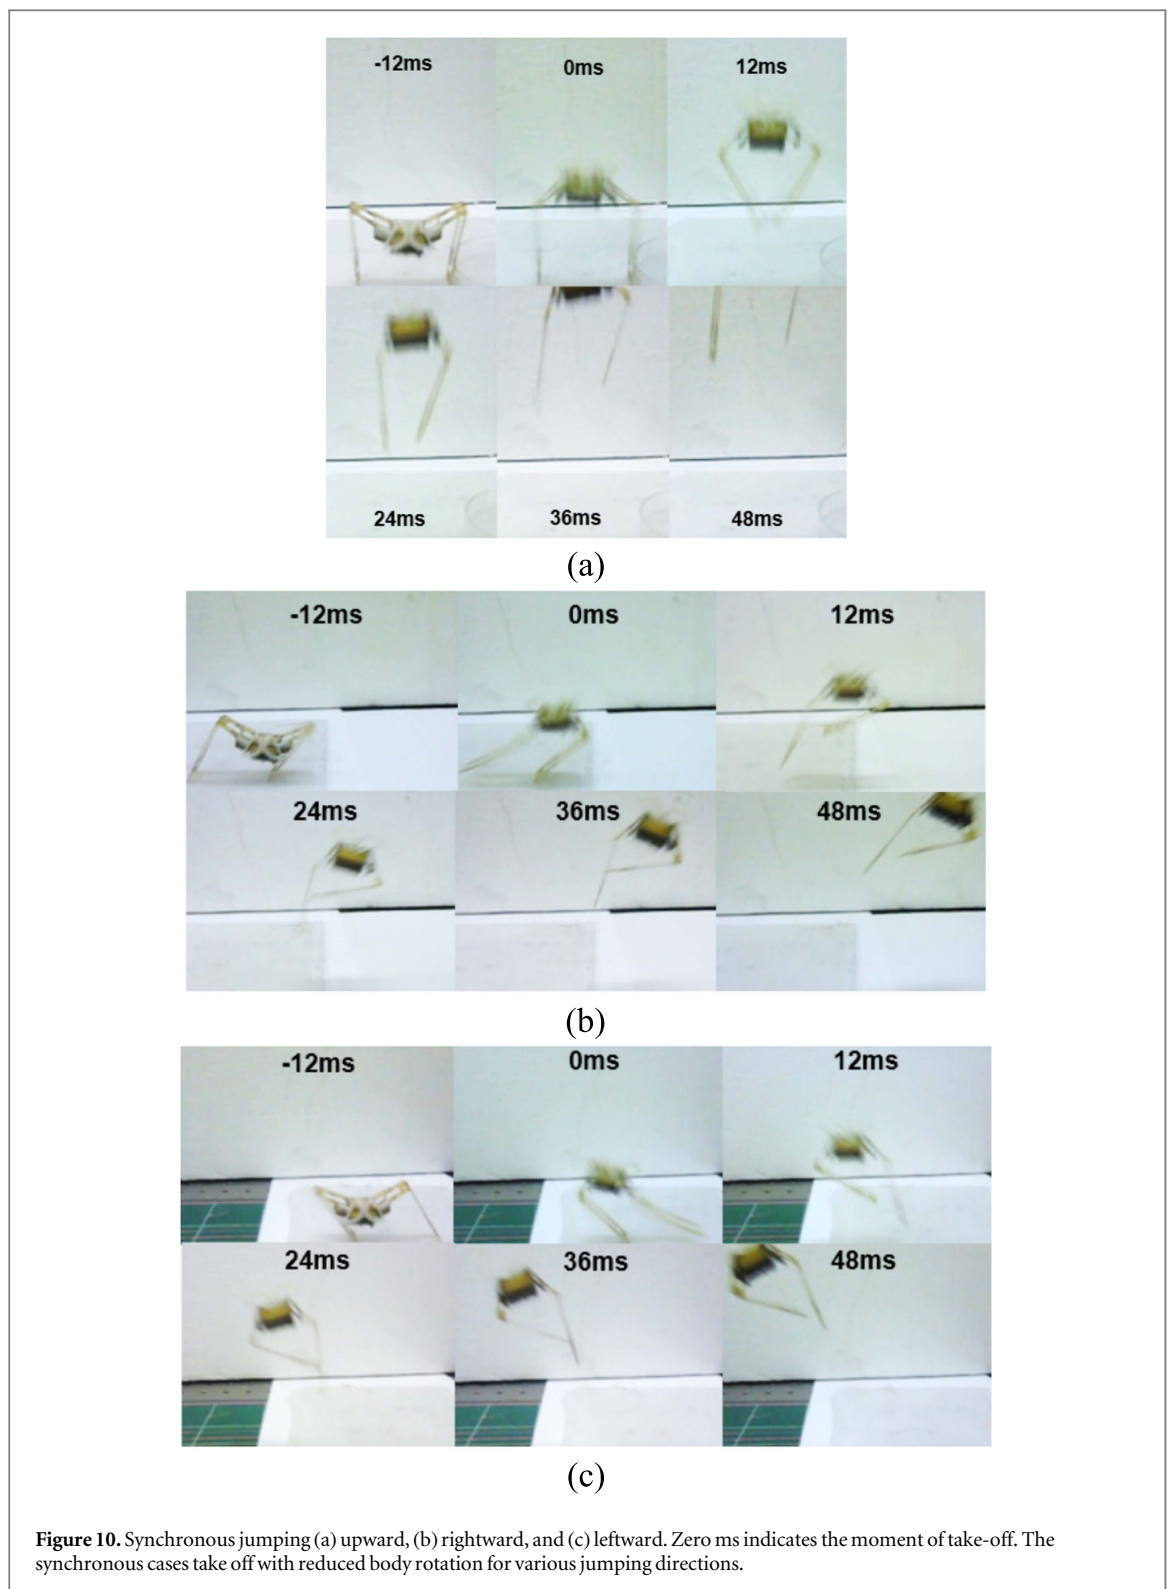 -12ms 0ms 12ms
24ms 36ms 48ms
(a)
-12ms 0ms 12ms
24ms 36ms 48ms
(b)
-12ms 0ms 12ms
24ms 36ms 48ms
(c)
Figure 10. Synchronous jumping (a) upward, (b) rightward, and (c) leftward. Zero ms indicates the moment of take-off. The
synchronous cases take off with reduced body rotation for various jumping directions.